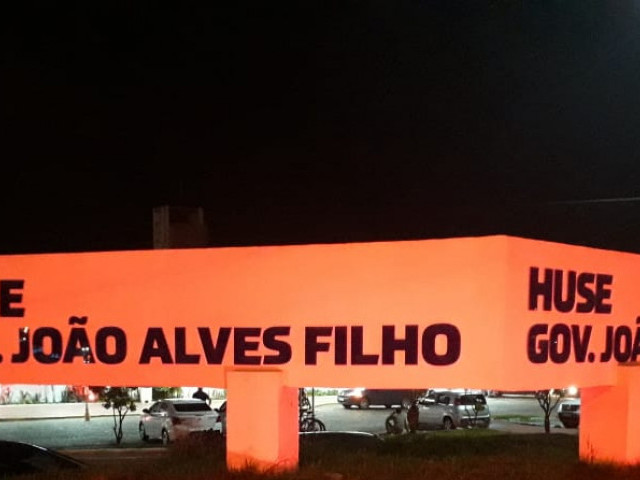 E
. JOÃO ALVES FILHO
HUSE
GOV. JOÃ